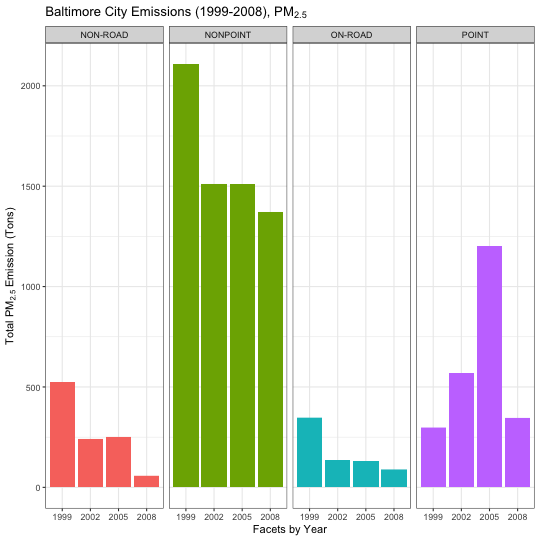 Baltimore City Emissions (1999-2008), PM2.5
NON-ROAD NONPOINT ON-ROAD POINT
2000
1500
1000
500
0
Total PM2.5 Emission (Tons)
1999 2002 2005 2008 1999 2002 2005 2008 1999 2002 2005 2008 1999 2002 2005 2008
Facets by Year